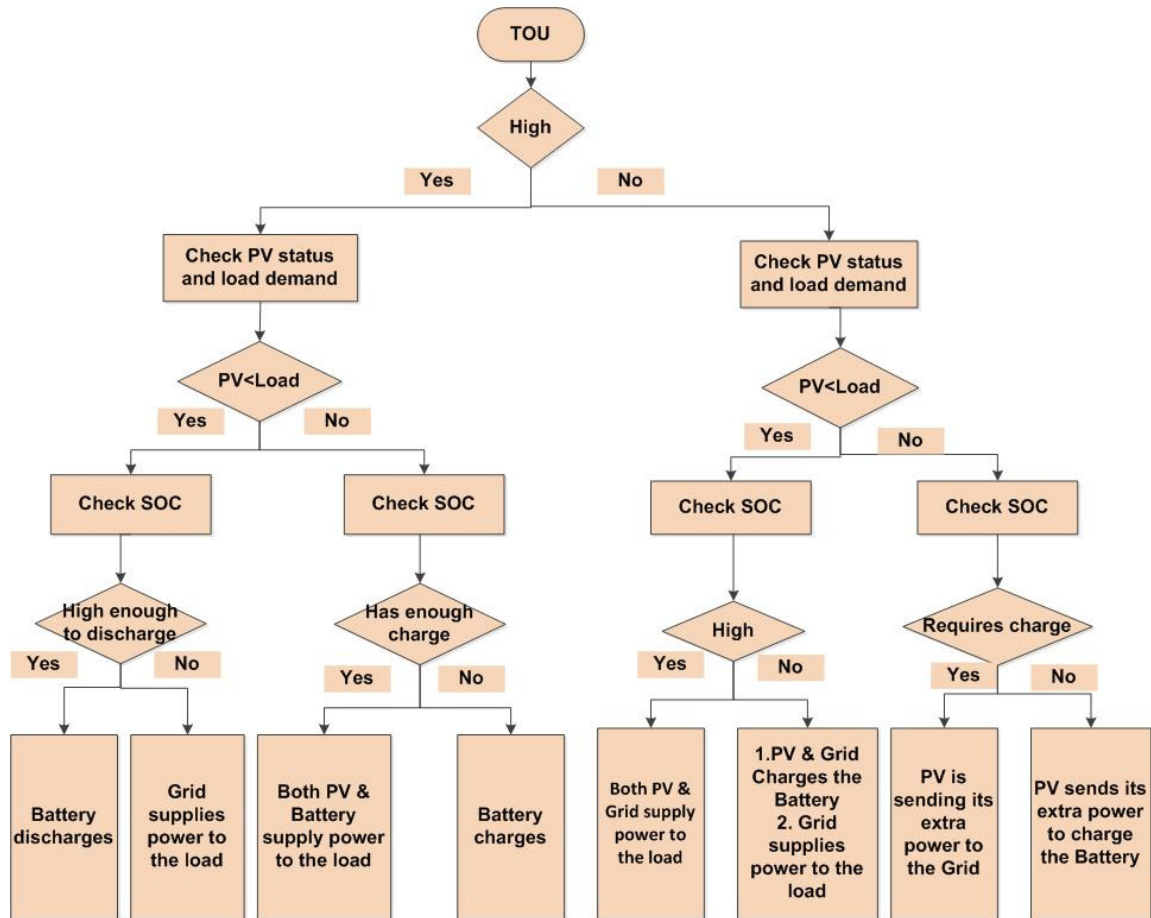 TOU
High
Yes
No
Check PV status
and load demand
Check PV status
and load demand
PV<Load
PV<Load
Yes
No
Yes
No
Check SOC
Check SOC
Check SOC
Check SOC
High enough
to discharge
Has enough
charge
High
Requires charge
Yes
No
Yes
No
Yes
No
Yes
No
Battery
discharges
Grid
supplies
power to
the load
Both PV &
Battery
supply power
to the load
Battery
charges
Both PV &
Grid supply
power to
the load
1.PV & Grid
Charges the
Battery
2. Grid
supplies
power to the
load
PV is
sending its
extra
power to
the Grid
PV sends its
extra power
to charge
the Battery